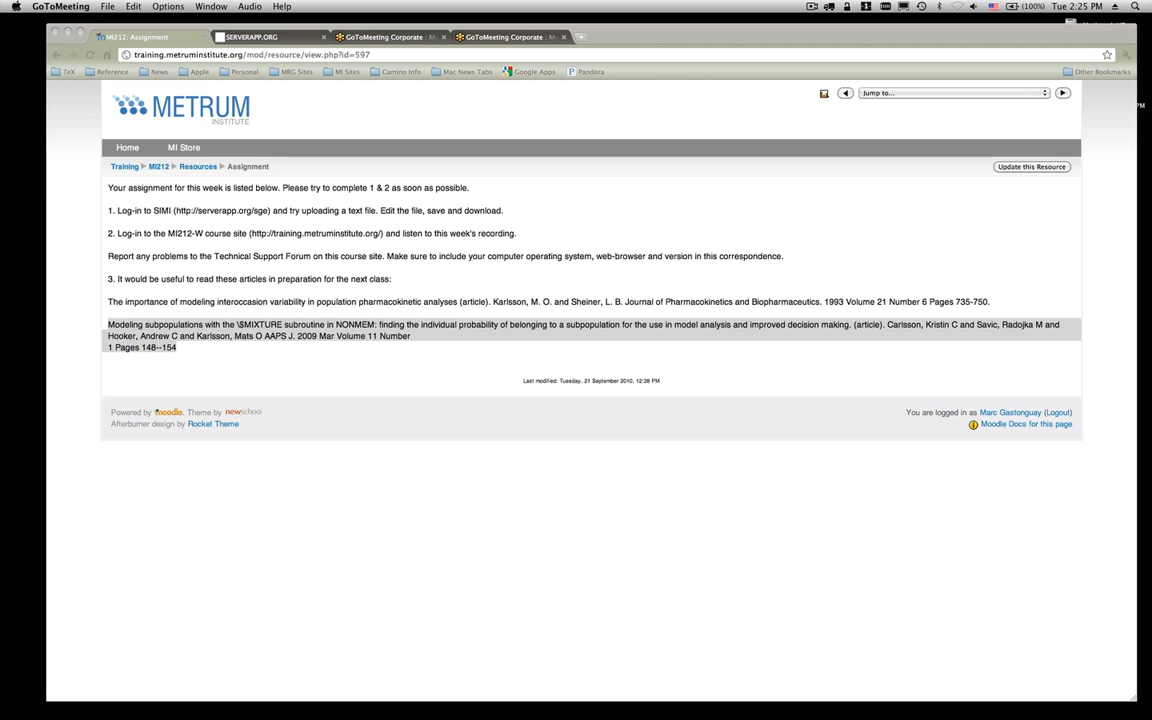 GoToMeeting File Edit Options Window Audio Help (100%) Tue 2:25 PM
MI212: Assignment SERVERAPP.ORG GoToMeeting Corporate : My GoToMeeting Corporate : My
training.metruminstitute.org/mod/resource/view.php?id=597
TeX Reference News Apple Personal MRG Sites MI Sites Camino Info Mac News Tabs Google Apps Pandora Other Bookmarks
METRUM
INSTITUTE
Jump to...
PM
Home MI Store
Training MI212 Resources Assignment Update this Resource
Your assignment for this week is listed below. Please try to complete 1 & 2 as soon as possible.
1. Log-in to SIMI (http://serverapp.org/sge) and try uploading a text file. Edit the file, save and download.
2. Log-in to the MI212-W course site (http://training.metruminstitute.org/) and listen to this week's recording.
Report any problems to the Technical Support Forum on this course site. Make sure to include your computer operating system, web-browser and version in this correspondence.
3. It would be useful to read these articles in preparation for the next class:
The importance of modeling interoccasion variability in population pharmacokinetic analyses (article). Karlsson, M. O. and Sheiner, L. B. Journal of Pharmacokinetics and Biopharmaceutics. 1993 Volume 21 Number 6 Pages 735-750.
Modeling subpopulations with the \$MIXTURE subroutine in NONMEM: finding the individual probability of belonging to a subpopulation for the use in model analysis and improved decision making. (article). Carlsson, Kristin C and Savic, Radojka M and
Hooker, Andrew C and Karlsson, Mats O AAPS J. 2009 Mar Volume 11 Number
1 Pages 148--154
Last modified: Tuesday, 21 September 2010, 12:38 PM
Powered by moodle. Theme by newschool
Afterburner design by Rocket Theme
You are logged in as Marc Gastonguay (Logout)
Moodle Docs for this page